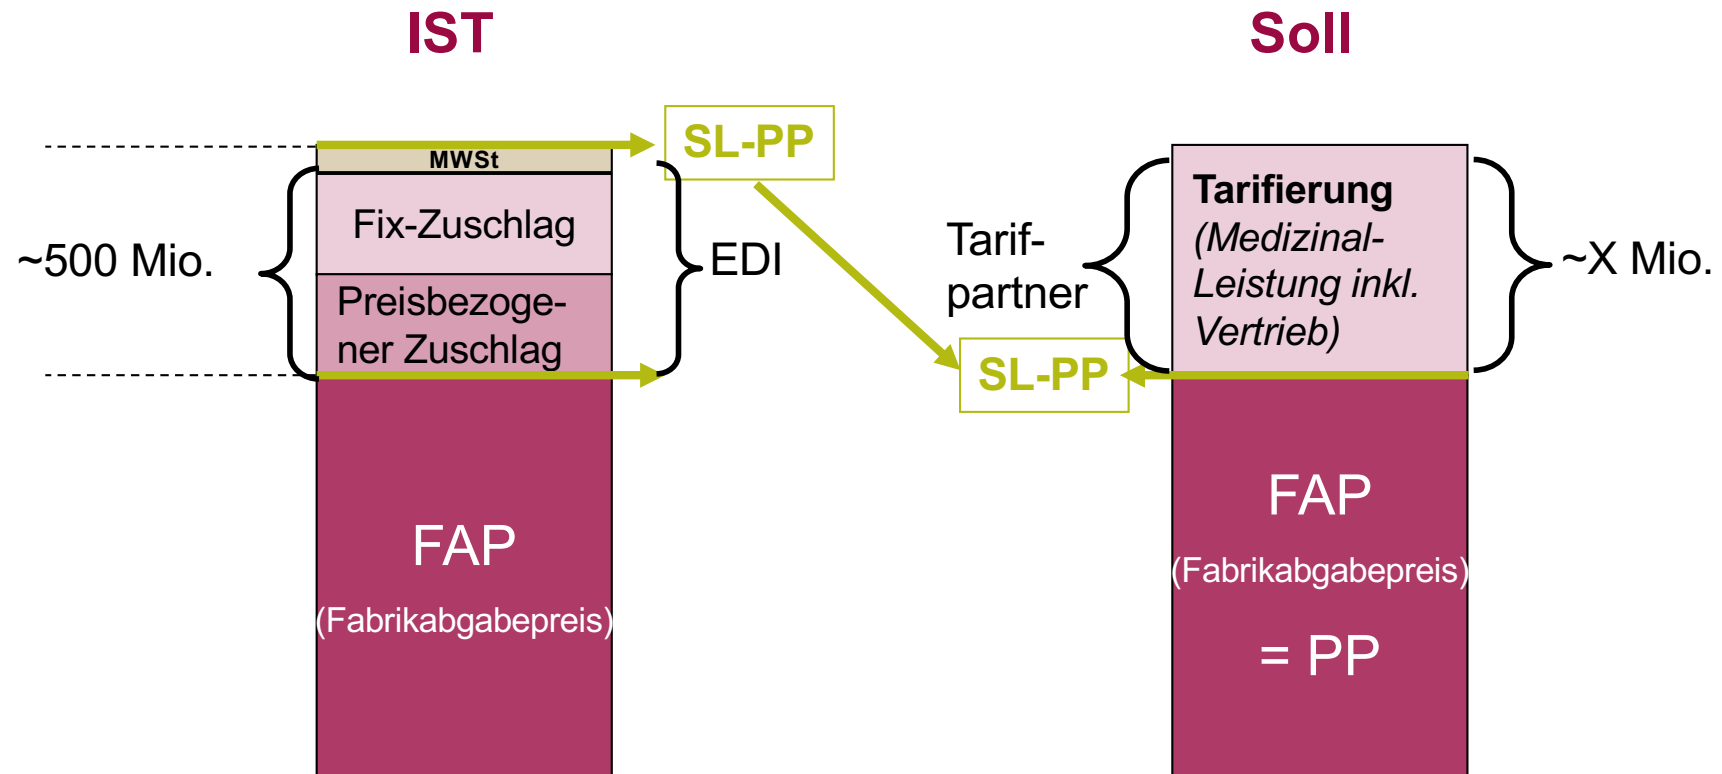 IST
Soll
SL-PP
MWSt
Fix-Zuschlag
~500 Mio.
EDI
Preisbezoge-
ner Zuschlag
FAP
(Fabrikabgabepreis)
Tarif-
partner
SL-PP
Tarifierung
(Medizinal-
Leistung inkl.
Vertrieb)
~X Mio.
FAP
(Fabrikabgabepreis)
= PP